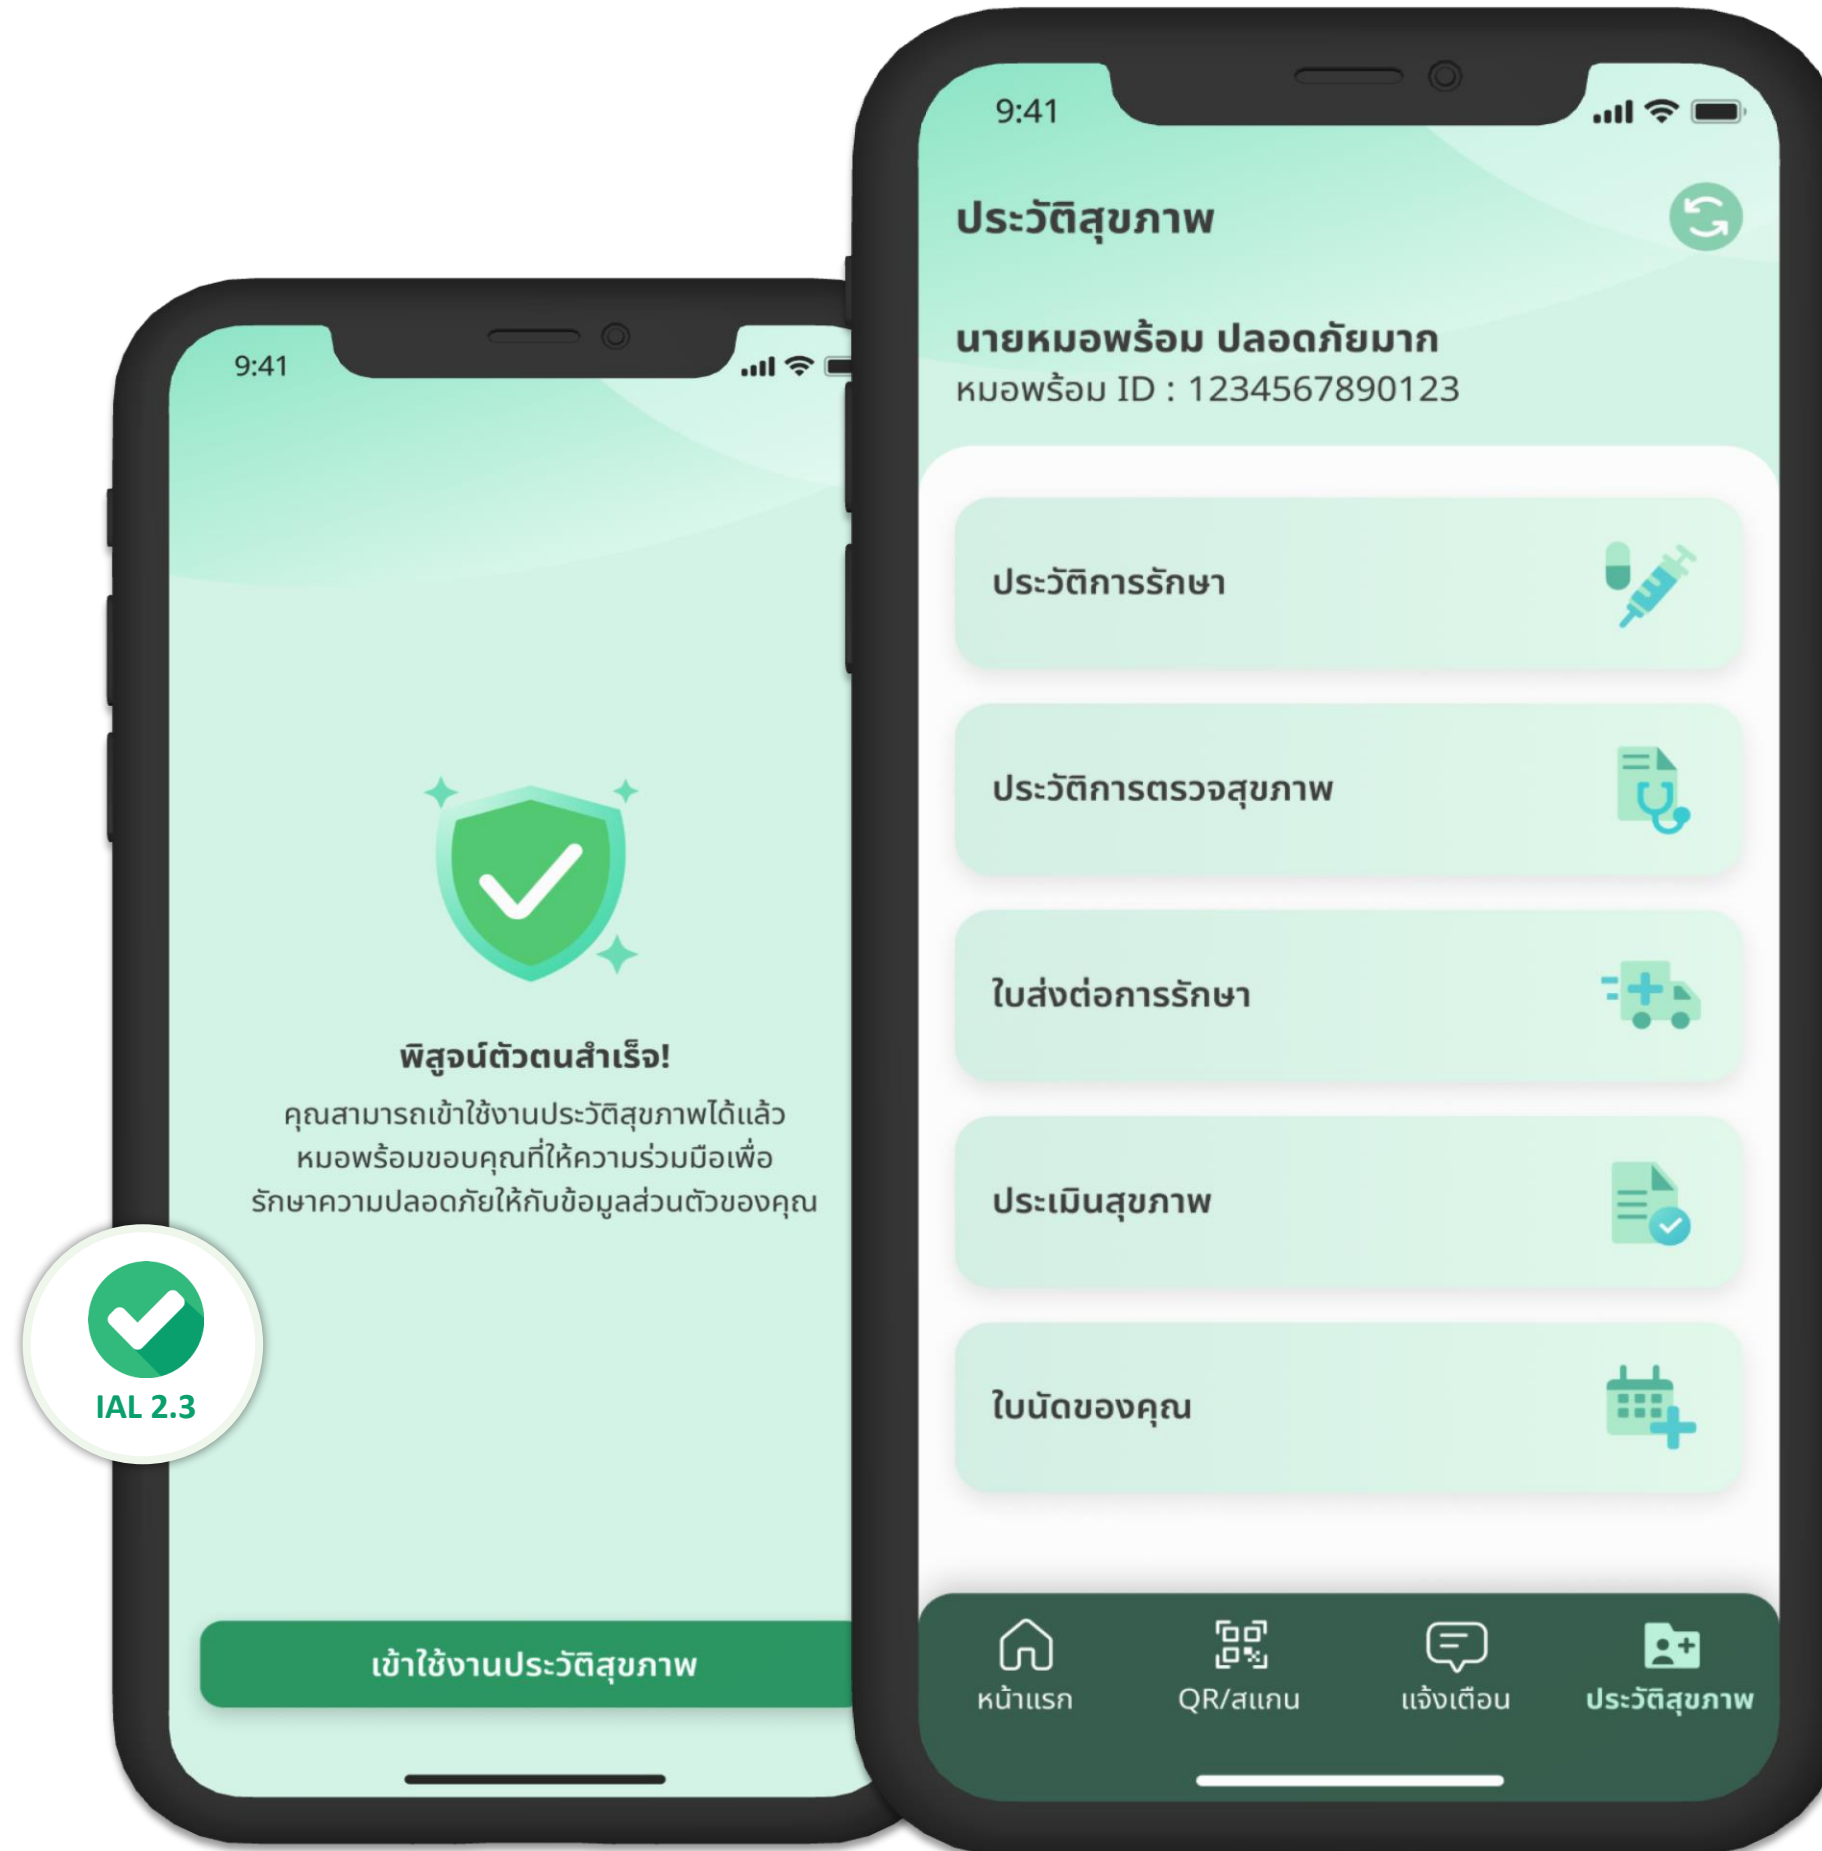 9:41
พิสูจน์ตัวตนสำเร็จ!
คุณสามารถเข้าใช้งานประวัติสุขภาพได้แล้ว
หมอพร้อมขอบคุณที่ให้ความร่วมมือเพื่อ
รักษาความปลอดภัยให้กับข้อมูลส่วนตัวของคุณ
IAL 2.3
เข้าใช้งานประวัติสุขภาพ
9:41
ประวัติสุขภาพ
นายหมอพร้อม ปลอดภัยมาก
หมอพร้อม ID : 1234567890123
ประวัติการรักษา
ประวัติการตรวจสุขภาพ
ใบส่งต่อการรักษา
ประเมินสุขภาพ
ใบนัดของคุณ
หน้าแรก
QR/สแกน
แจ้งเตือน
ประวัติสุขภาพ